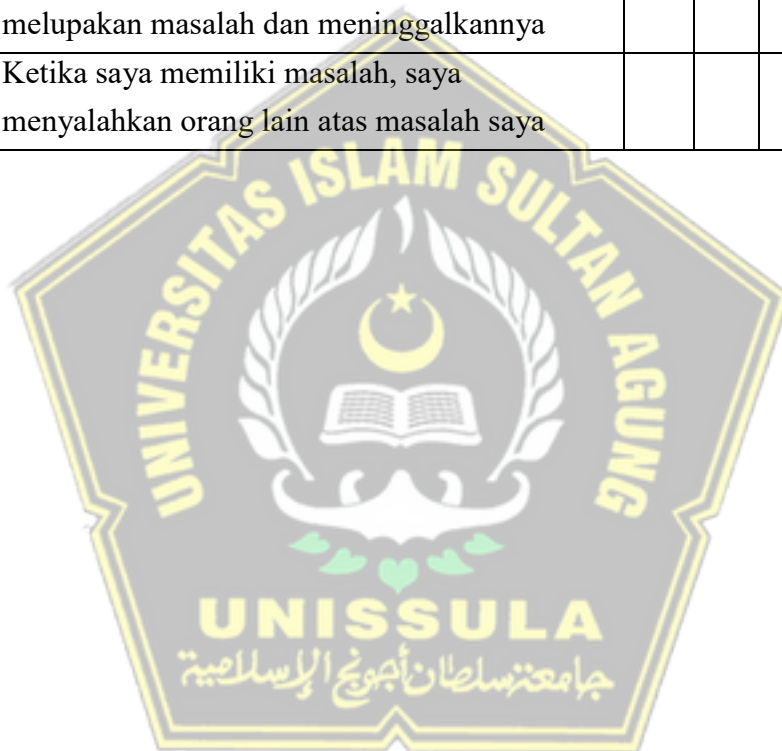 melupakan masalah dan meninggalkannya
Ketika saya memiliki masalah, saya
menyalahkan orang lain atas masalah saya
UNIVERSITAS ISLAM SULTAN AGUNG
UNISSULA
جامعة سلطان أجونج الإسلامية